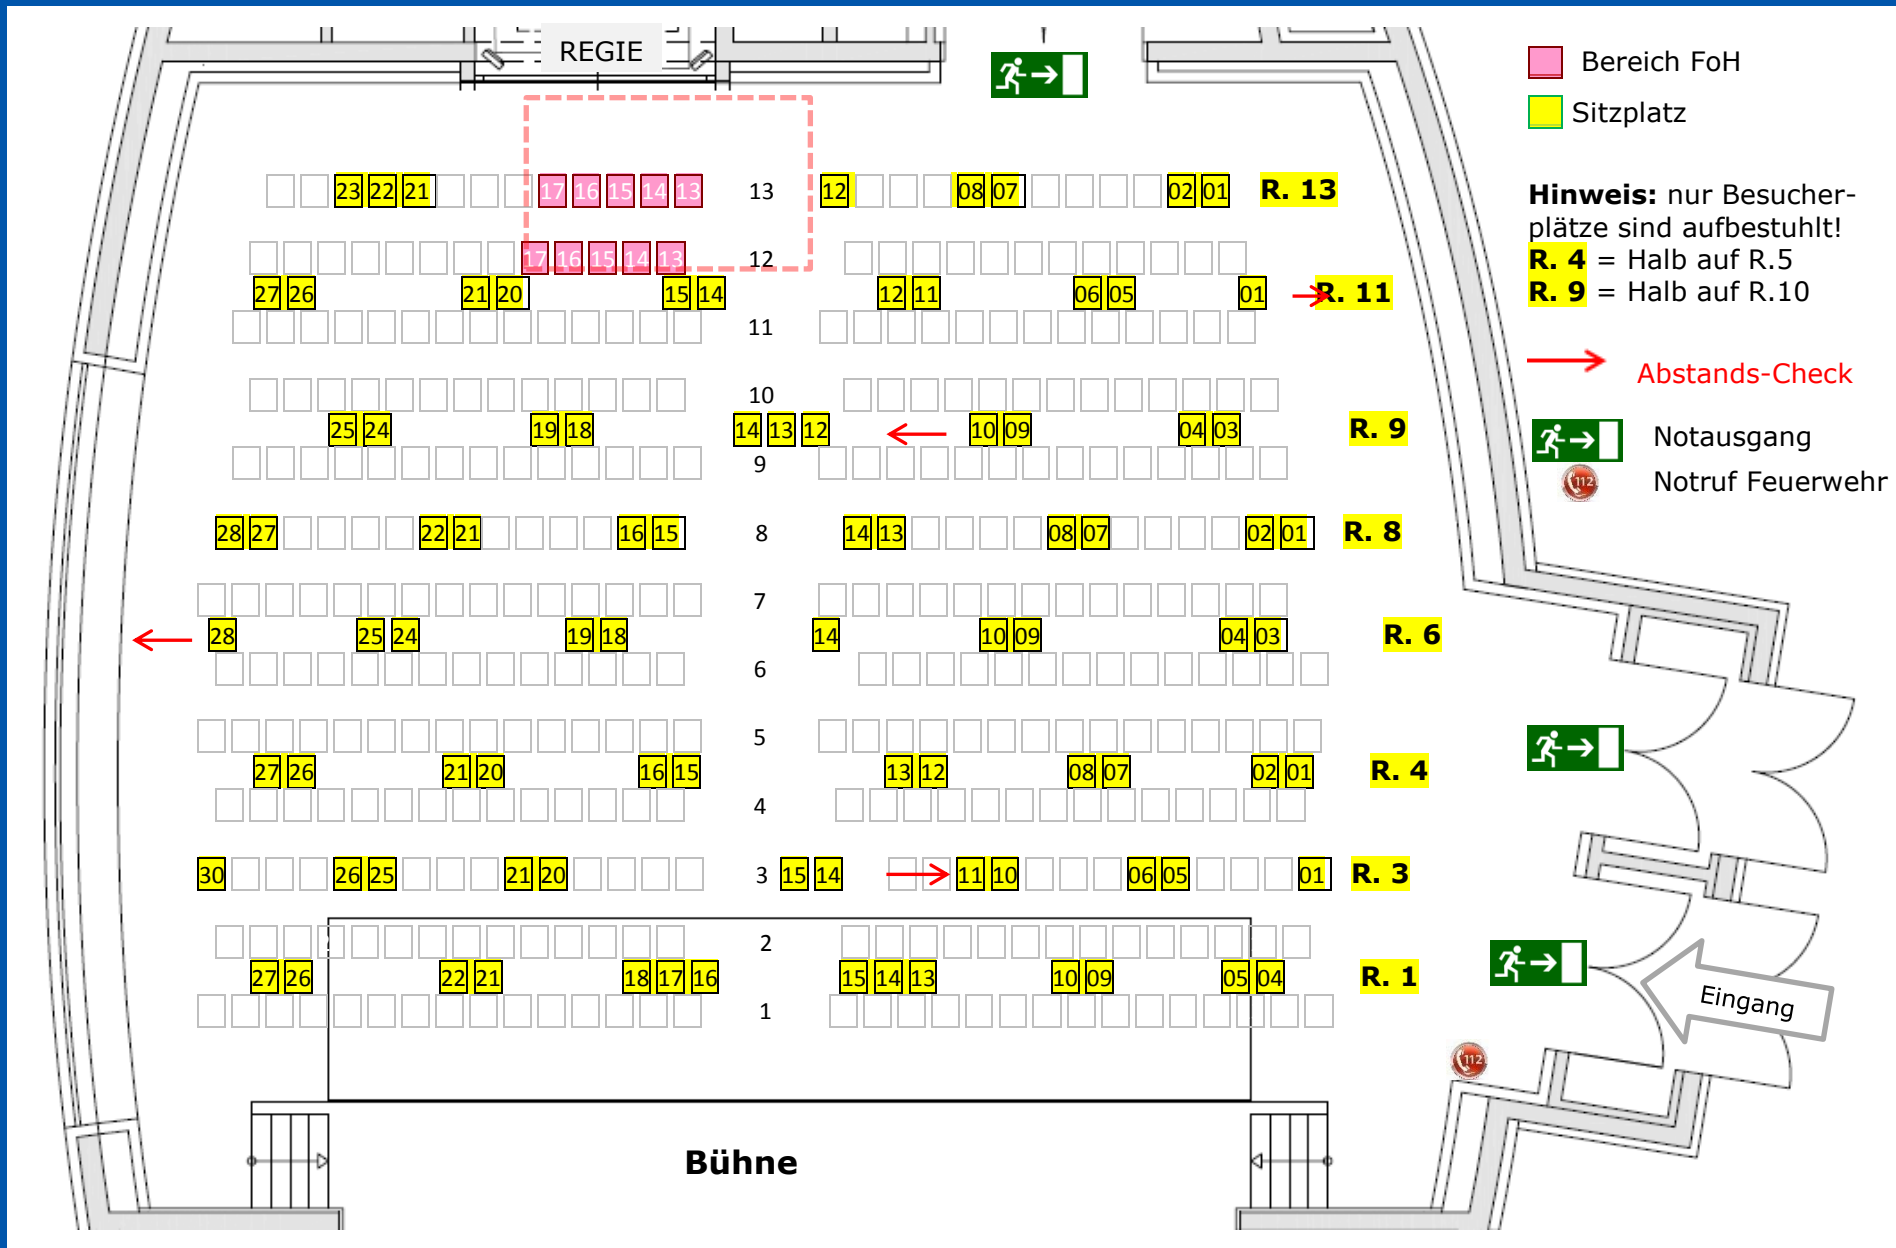 REGIE
Bereich FoH
Sitzplatz
23 22 21 17 16 15 14 13 13 12 08 07 02 01 R. 13
Hinweis: nur Besucher-
plätze sind aufbestuhlt!
17 16 15 14 13 12
R. 4 = Halb auf R.5
27 26 21 20 15 14 12 11 06 05 01 R. 11
R. 9 = Halb auf R.10
11
Abstands-Check
10
25 24 19 18 14 13 12 10 09 04 03 R. 9
Notausgang
9
112 Notruf Feuerwehr
28 27 22 21 16 15 8 14 13 08 07 02 01 R. 8
7
28 25 24 19 18 14 10 09 04 03 R. 6
6
5
27 26 21 20 16 15 13 12 08 07 02 01 R. 4
4
30 26 25 21 20 3 15 14 11 10 06 05 01 R. 3
2
27 26 22 21 18 17 16 15 14 13 10 09 05 04 R. 1
Eingang
1
112
Bühne